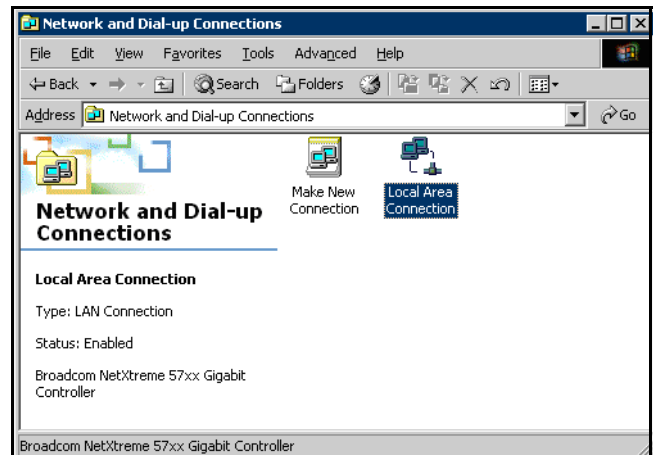 Network and Dial-up Connections
File Edit View Favorites Tools Advanced Help
Back Search Folders
Address Network and Dial-up Connections Go
Make New
Connection
Local Area
Connection
Network and Dial-up
Connections
Local Area Connection
Type: LAN Connection
Status: Enabled
Broadcom NetXtreme 57xx Gigabit
Controller
Broadcom NetXtreme 57xx Gigabit Controller